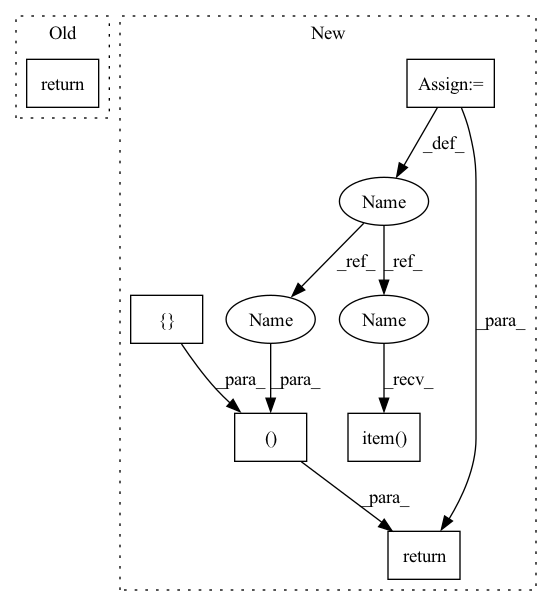 Old
New
return
Assign:=
_def_
Name
_ref_
_ref_
{}
Name
Name
_para_
_para_
_para_
_recv_
()
item()
_para_
return